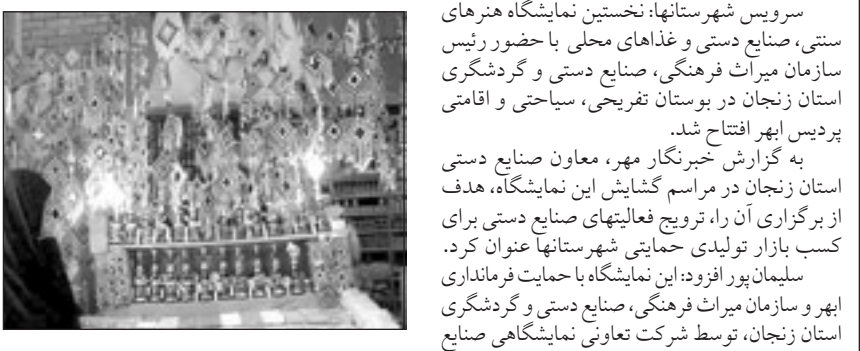 سرویس شهرستانها: نخستین نمایشگاه هنرهای
سنتی، صنایع دستی و غذاهای محلی با حضور رئیس
سازمان میراث فرهنگی، صنایع دستی و گردشگری
استان زنجان در بوستان تفریحی، سیاحتی و اقامتی
پردیس ابهر افتتاح شد.
به گزارش خبرنگار مهر، معاون صنایع دستی
استان زنجان در مراسم گشایش این نمایشگاه، هدف
از برگزاری آن را، ترویج فعالیتهای صنایع دستی برای
کسب بازار تولیدی حمایتی شهرستانها عنوان کرد.
سلیمان‌پور افزود: این نمایشگاه با حمایت فرمانداری
ابهر و سازمان میراث فرهنگی، صنایع دستی و گردشگری
استان زنجان، توسط شرکت تعاونی نمایشگاهی صنایع